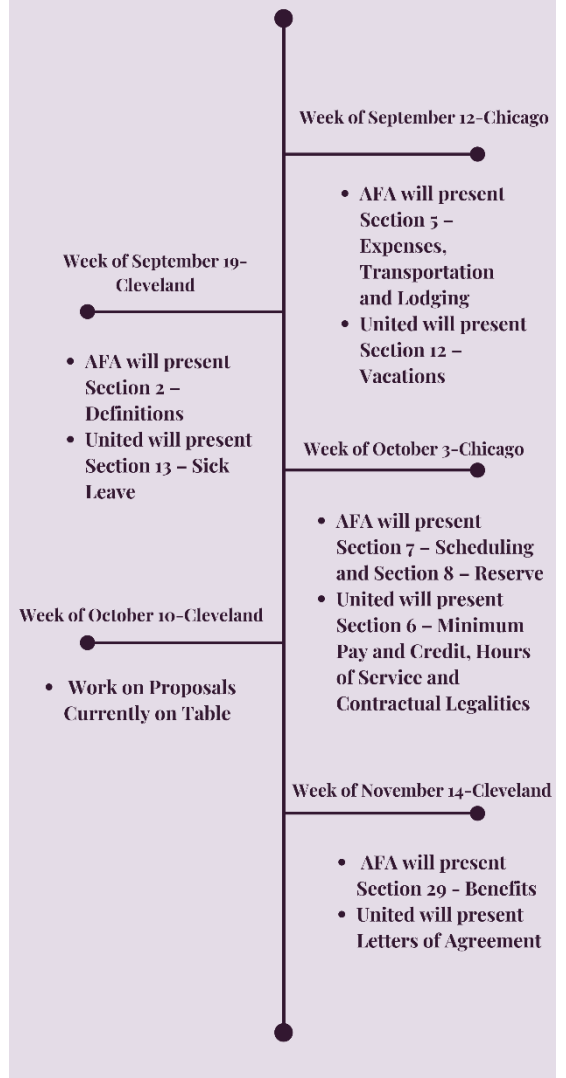 Week of September 12-Chicago
• AFA will present
Section 5 –
Expenses,
Transportation
and Lodging
• United will present
Section 12 –
Vacations
Week of September 19-
Cleveland
• AFA will present
Section 2 –
Definitions
• United will present
Section 13 – Sick
Leave
Week of October 3-Chicago
• AFA will present
Section 7 – Scheduling
and Section 8 – Reserve
• United will present
Section 6 – Minimum
Pay and Credit, Hours
of Service and
Contractual Legalities
Week of October 10-Cleveland
• Work on Proposals
Currently on Table
Week of November 14-Cleveland
• AFA will present
Section 29 - Benefits
• United will present
Letters of Agreement